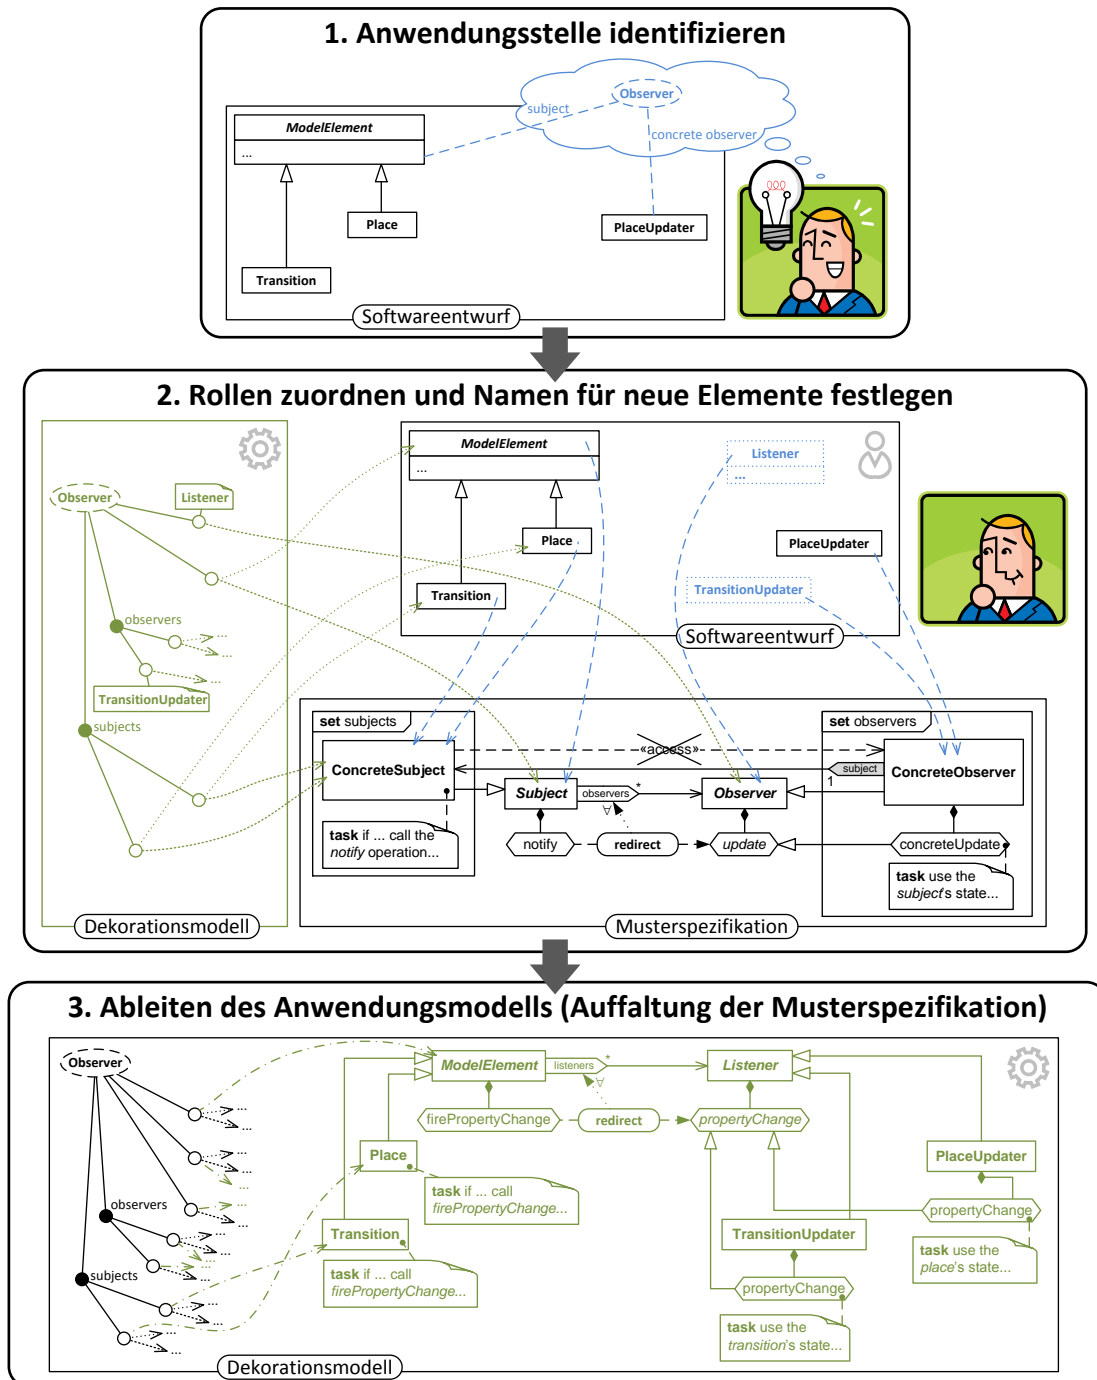 1. Anwendungsstelle identifizieren
Observer
subject
ModelElement
concrete observer
...
Place
PlaceUpdater
Transition
Softwareentwurf
2. Rollen zuordnen und Namen für neue Elemente festlegen
ModelElement
Listener
...
...
Observer
Listener
Place
PlaceUpdater
Transition
TransitionUpdater
observers
...
...
...
...
TransitionUpdater
Softwareentwurf
subjects
set subjects
set observers
«access»
ConcreteSubject
subject
1
ConcreteObserver
Subject
observers
*
∀
Observer
task if ... call the
notify operation...
notify
redirect
update
concreteUpdate
task use the
subject's state...
Dekorationsmodell
Musterspezifikation
3. Ableiten des Anwendungsmodells (Auffaltung der Musterspezifikation)
Observer
ModelElement
listeners
*
∀
Listener
...
...
firePropertyChange
redirect
propertyChange
Place
PlaceUpdater
...
...
task if ... call
firePropertyChange...
observers
...
...
propertyChange
Transition
TransitionUpdater
...
...
task use the
place's state...
subjects
...
...
task if ... call
firePropertyChange...
propertyChange
...
...
task use the
transition's state...
...
...
Dekorationsmodell